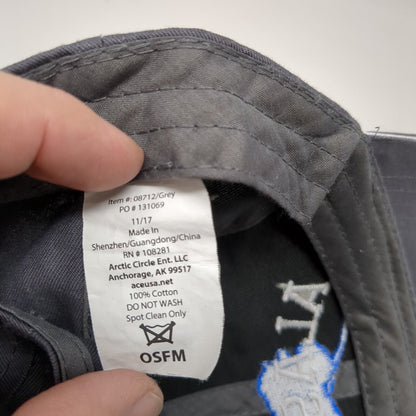 Item #: 08712/Grey
PO # 131069
11/17
Made in
Shenzhen/Guangdong/China
RN # 108281
Arctic Circle Ent. LLC
Anchorage, AK 99517
aceusa.net
100% Cotton
DO NOT WASH
Spot Clean Only
OSFM